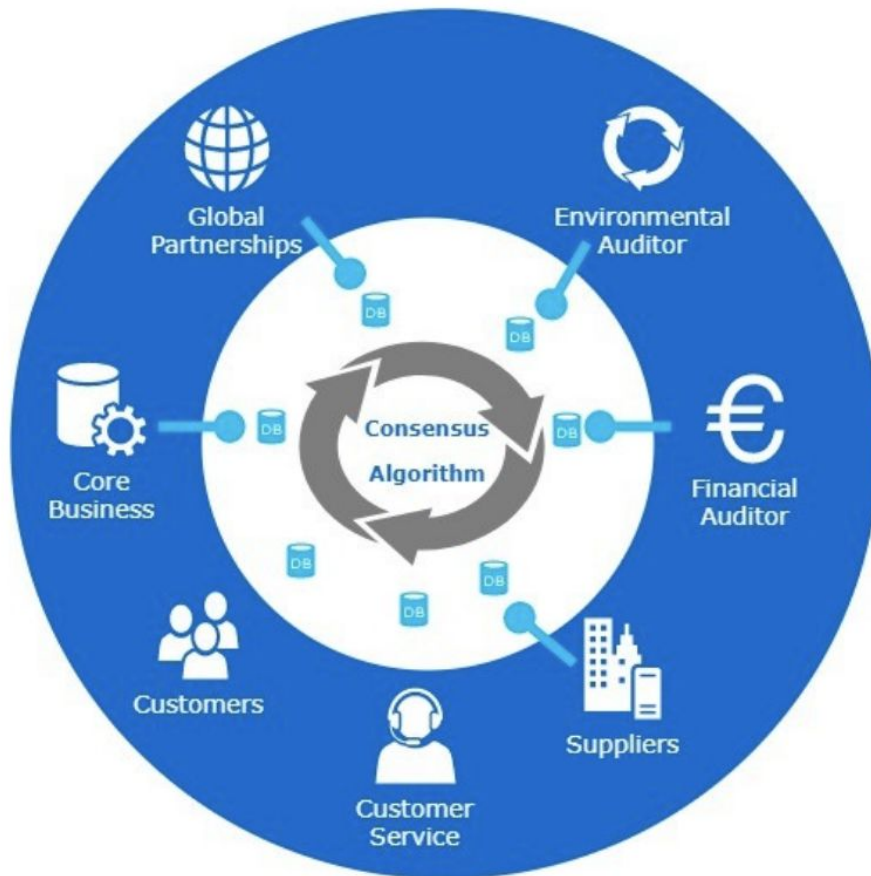 Global
Partnerships
Environmental
Auditor
DB
DB
Core
Business
DB
Consensus
Algorithm
DB
€
Financial
Auditor
DB
DB
DB
Customers
Suppliers
Customer
Service